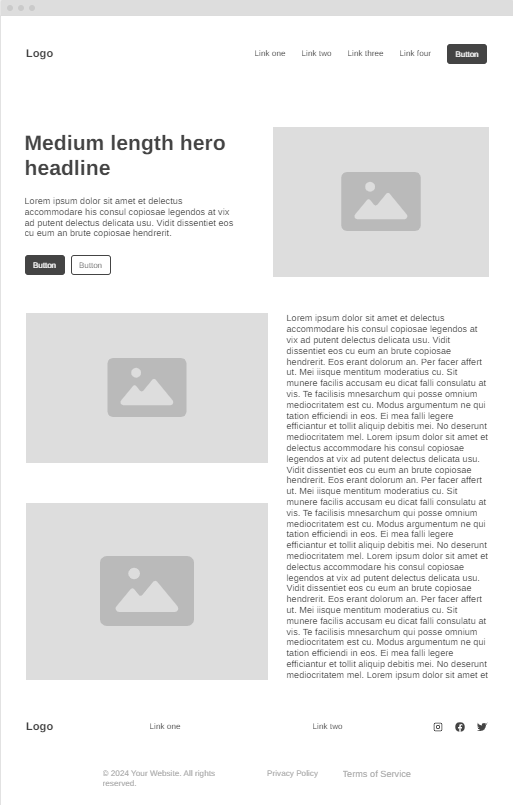 Logo
Link one
Link two
Link three
Link four
Button
Medium length hero
headline
Lorem ipsum dolor sit amet et delectus
accommodare his consul copiosae legendos at vix
ad putent delectus delicata usu. Vidit dissentiet eos
cu eum an brute copiosae hendrerit.
Button
Button
Lorem ipsum dolor sit amet et delectus
accommodare his consul copiosae legendos at
vix ad putent delectus delicata usu. Vidit
dissentiet eos cu eum an brute copiosae
hendrerit. Eos erant dolorum an. Per facer affert
ut. Mei iisque mentitum moderatius cu. Sit
munere facilis accusam eu dicat falli consulatu at
vis. Te facilisis mnesarchum qui posse omnium
mediocritatem est cu. Modus argumentum ne qui
tation efficiendi in eos. Ei mea falli legere
efficiantur et tollit aliquip debitis mei. No deserunt
mediocritatem mel. Lorem ipsum dolor sit amet et
delectus accommodare his consul copiosae
legendos at vix ad putent delectus delicata usu.
Vidit dissentiet eos cu eum an brute copiosae
hendrerit. Eos erant dolorum an. Per facer affert
ut. Mei iisque mentitum moderatius cu. Sit
munere facilis accusam eu dicat falli consulatu at
vis. Te facilisis mnesarchum qui posse omnium
mediocritatem est cu. Modus argumentum ne qui
tation efficiendi in eos. Ei mea falli legere
efficiantur et tollit aliquip debitis mei. No deserunt
mediocritatem mel. Lorem ipsum dolor sit amet et
delectus accommodare his consul copiosae
legendos at vix ad putent delectus delicata usu.
Vidit dissentiet eos cu eum an brute copiosae
hendrerit. Eos erant dolorum an. Per facer affert
ut. Mei iisque mentitum moderatius cu. Sit
munere facilis accusam eu dicat falli consulatu at
vis. Te facilisis mnesarchum qui posse omnium
mediocritatem est cu. Modus argumentum ne qui
tation efficiendi in eos. Ei mea falli legere
efficiantur et tollit aliquip debitis mei. No deserunt
mediocritatem mel. Lorem ipsum dolor sit amet et
Logo
Link one
Link two
© 2024 Your Website. All rights
reserved.
Privacy Policy
Terms of Service